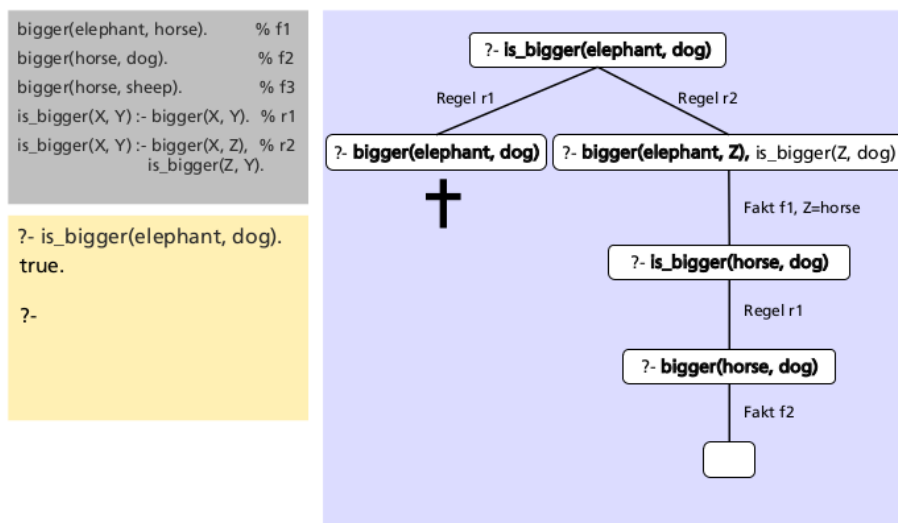 bigger(elephant, horse). % f1
bigger(horse, dog). % f2
bigger(horse, sheep). % f3
is_bigger(X, Y) :- bigger(X, Y). % r1
is_bigger(X, Y) :- bigger(X, Z), % r2
is_bigger(Z, Y).
?- is_bigger(elephant, dog).
true.
?-
?- is_bigger(elephant, dog)
Regel r1
Regel r2
?- bigger(elephant, dog)
?- bigger(elephant, Z), is_bigger(Z, dog)
Fakt f1, Z=horse
?- is_bigger(horse, dog)
Regel r1
?- bigger(horse, dog)
Fakt f2